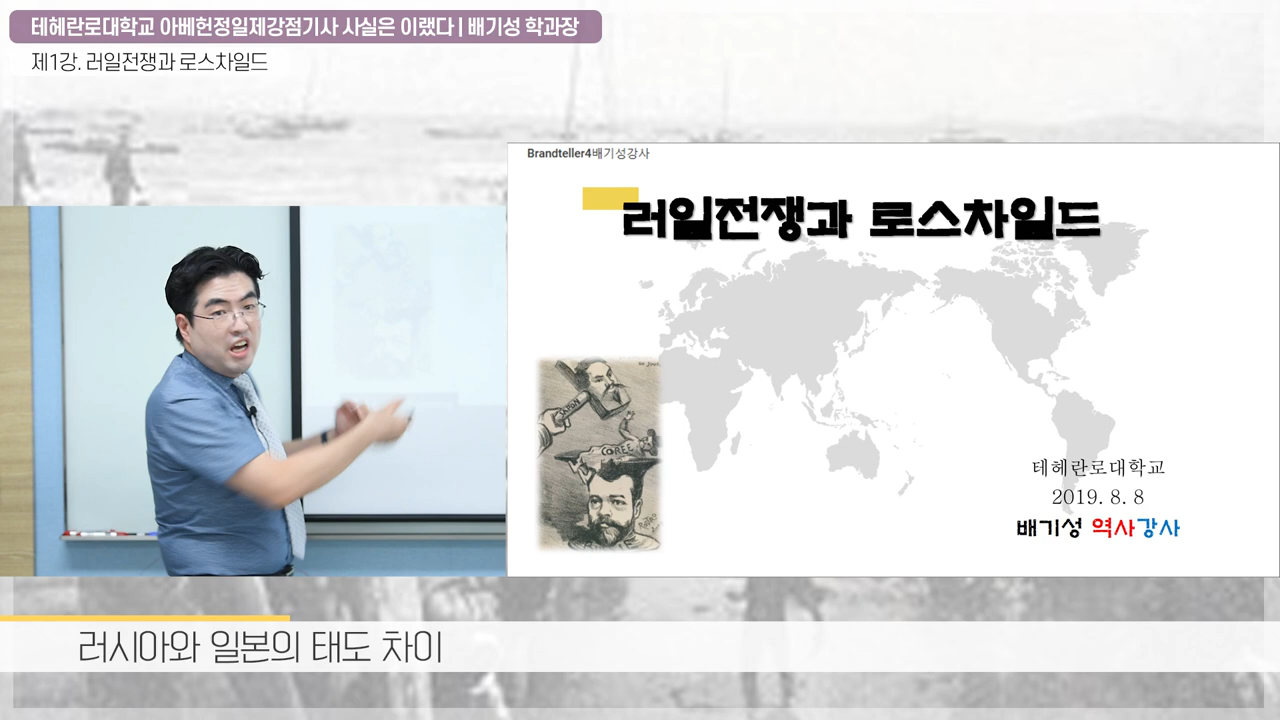 테헤란로대학교 아베헌정일제강점기사 사실은 이랬다 | 배기성 학과장
제1강. 러일전쟁과 로스차일드
Brandteller4배기성강사
러일전쟁과 로스차일드
COREE
테헤란로대학교
2019. 8. 8
배기성 역사강사
러시아와 일본의 태도 차이